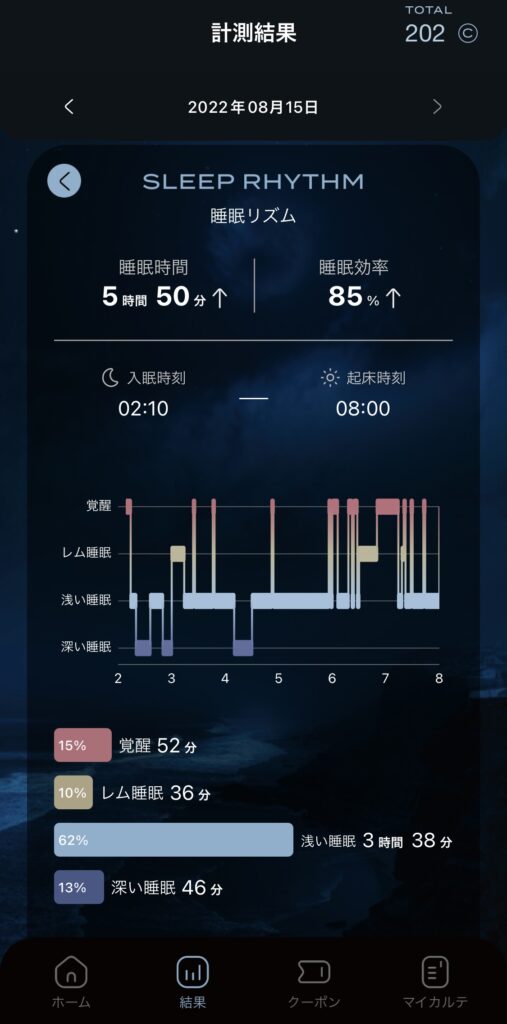 TOTAL
計測結果
202 C
2022年08月15日
SLEEP RHYTHM
睡眠リズム
睡眠時間 睡眠効率
5時間50分↑ 85%↑
入眠時刻 起床時刻
02:10 — 08:00
覚醒
レム睡眠
浅い睡眠
深い睡眠
2 3 4 5 6 7 8
15% 覚醒 52分
10% レム睡眠 36分
62% 浅い睡眠 3時間 38分
13% 深い睡眠 46分
ホーム 結果 クーポン マイカルテ